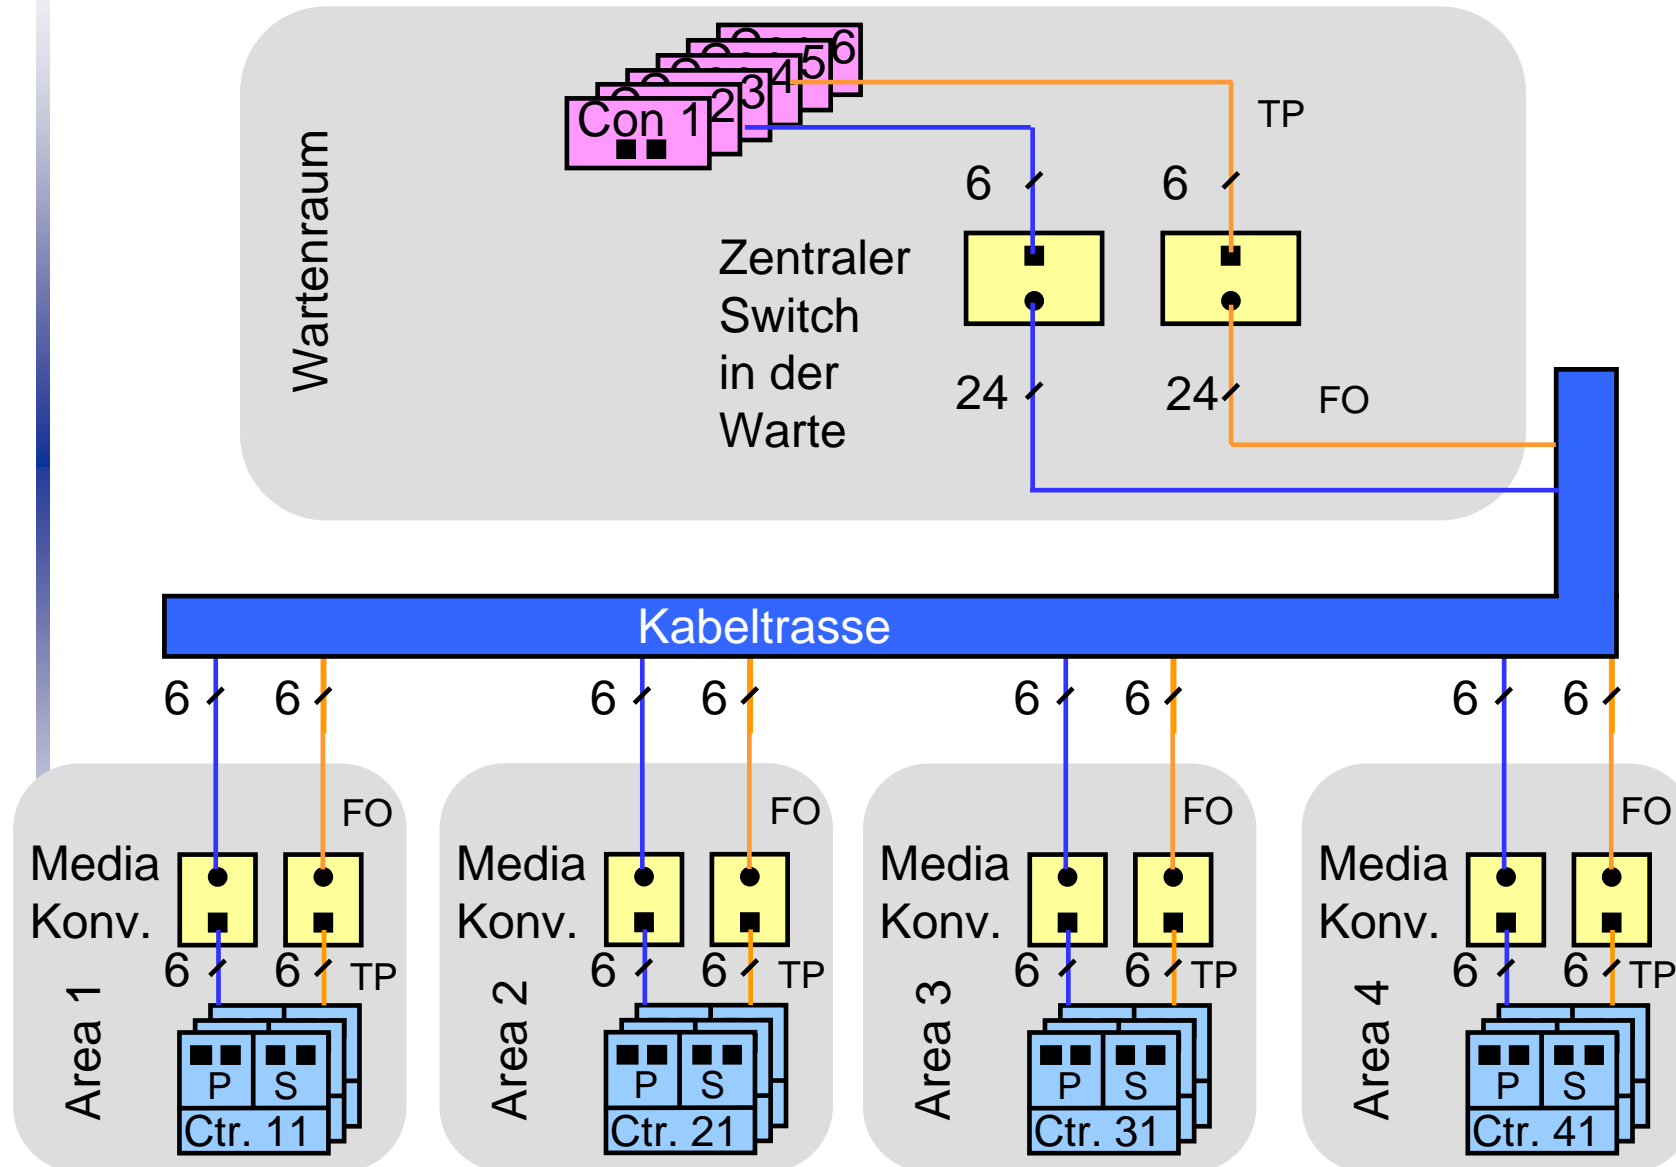 Wartenraum
6
5
4
3
2
Con 1
TP
6
6
Zentraler
Switch
in der
Warte
24
24
FO
Kabeltrasse
6
6
6
6
6
6
6
6
FO
Media
Konv.
6
6
TP
Area 1
P
S
Ctr. 11
FO
Media
Konv.
6
6
TP
Area 2
P
S
Ctr. 21
FO
Media
Konv.
6
6
TP
Area 3
P
S
Ctr. 31
FO
Media
Konv.
6
6
TP
Area 4
P
S
Ctr. 41